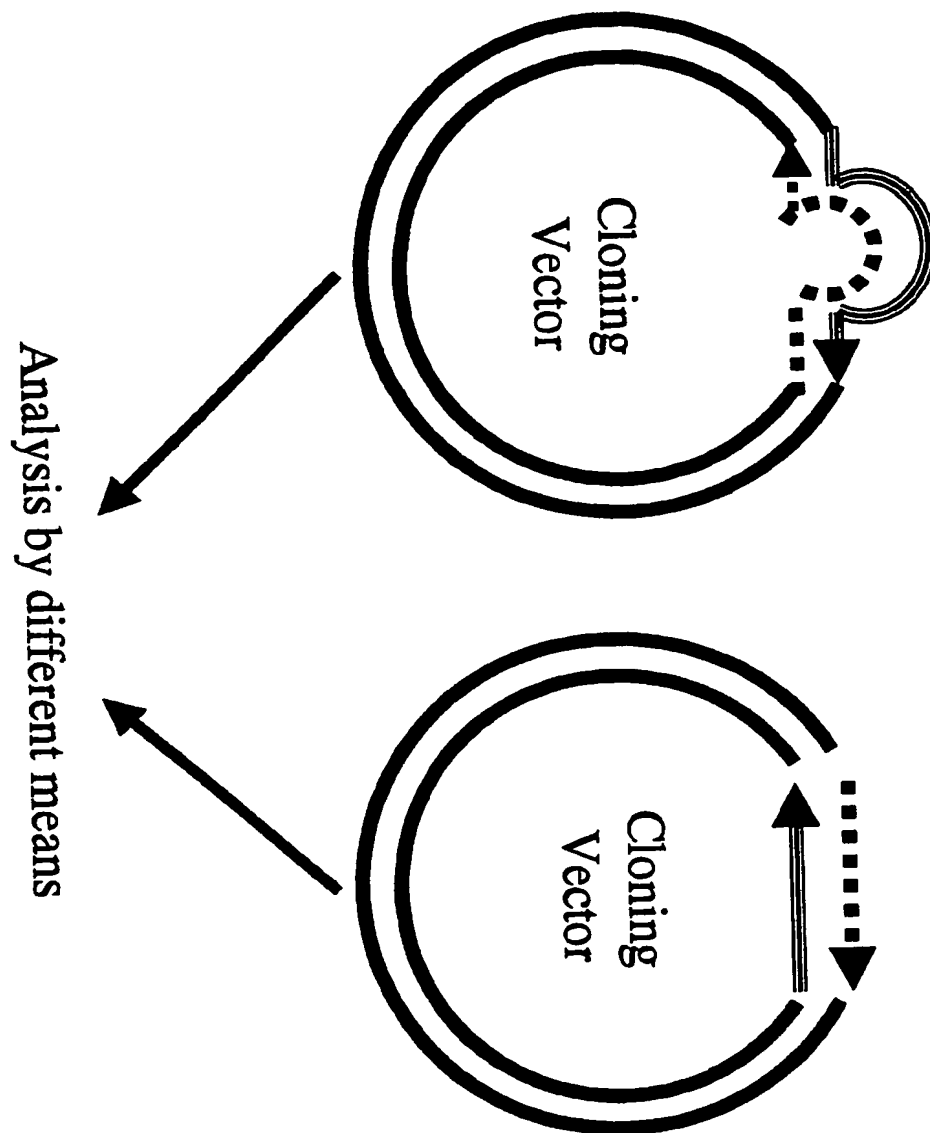 Cloning
Vector
Cloning
Vector
Analysis by different means